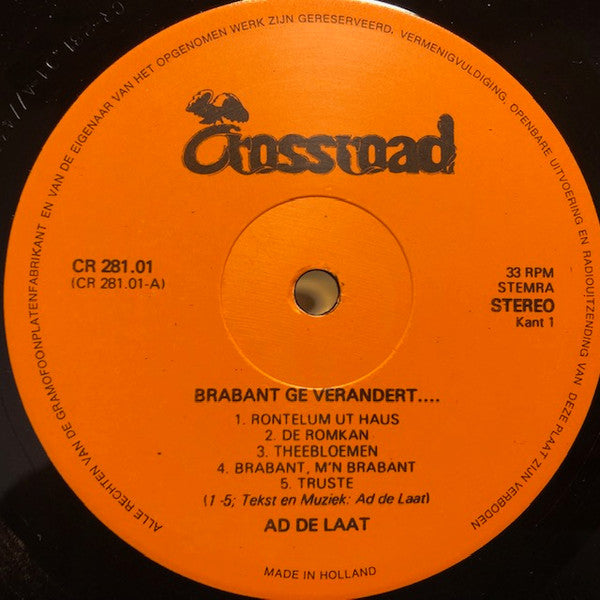 ALLE RECHTEN VAN DE GRAMOFOONPLATENFABRIKANT EN VAN DE EIGENAAR VAN HET OPGENOMEN WERK ZIJN GERESERVEERD, VERMENIGVULDIGING, OPENBARE UITVOERING EN RADIOUITZENDING VAN DEZE PLAAT ZIJN VERBODEN
Crossroad
CR 281.01
(CR 281.01-A)
33 RPM
STEMRA
STEREO
Kant 1
BRABANT GE VERANDERT....
1. RONTELUM UT HAUS
2. DE ROMKAN
3. THEEBLOEMEN
4. BRABANT, M'N BRABANT
5. TRUSTE
(1 -5; Tekst en Muziek: Ad de Laat)
AD DE LAAT
MADE IN HOLLAND